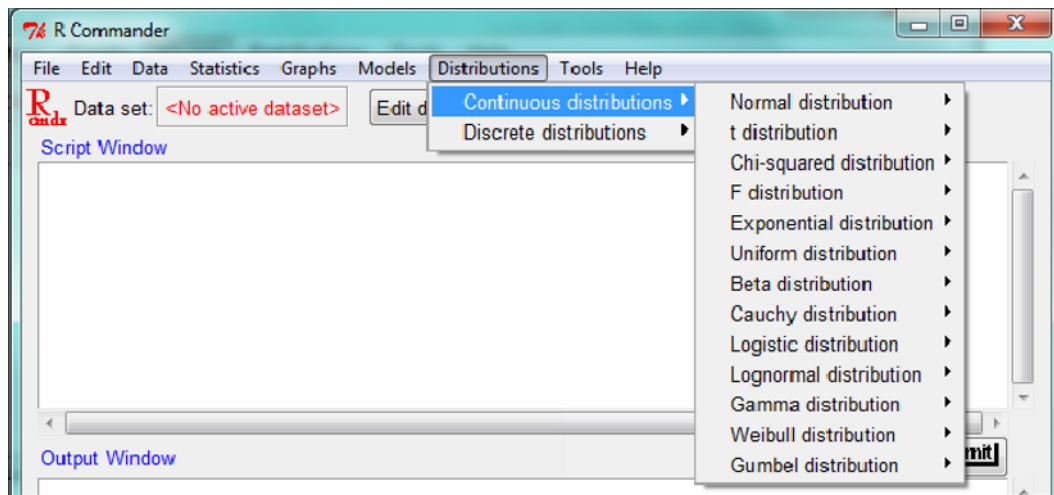 R Commander
File Edit Data Statistics Graphs Models Distributions Tools Help
Rcmdr Data set: <No active dataset> Edit d
Continuous distributions
Discrete distributions
Normal distribution
t distribution
Chi-squared distribution
F distribution
Exponential distribution
Uniform distribution
Beta distribution
Cauchy distribution
Logistic distribution
Lognormal distribution
Gamma distribution
Weibull distribution
Gumbel distribution
Script Window
Output Window
mit